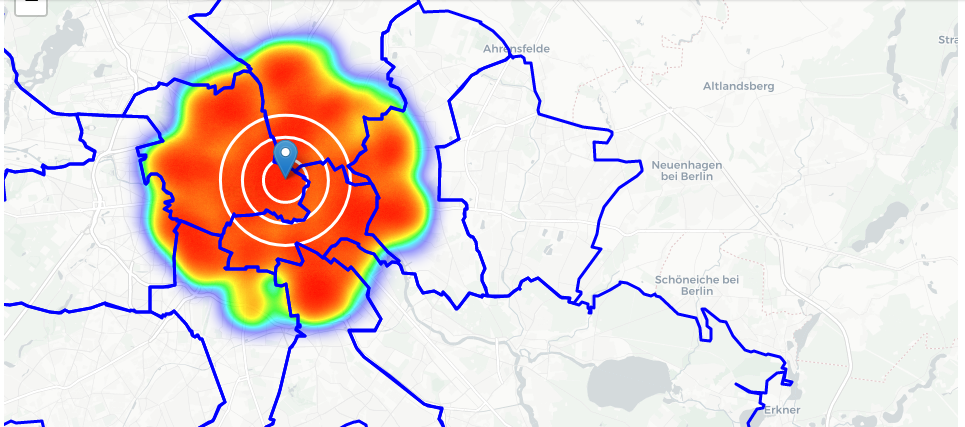 Ahrensfelde
Stra
Altlandsberg
Neuenhagen
bei Berlin
Schöneiche bei
Berlin
Erkner